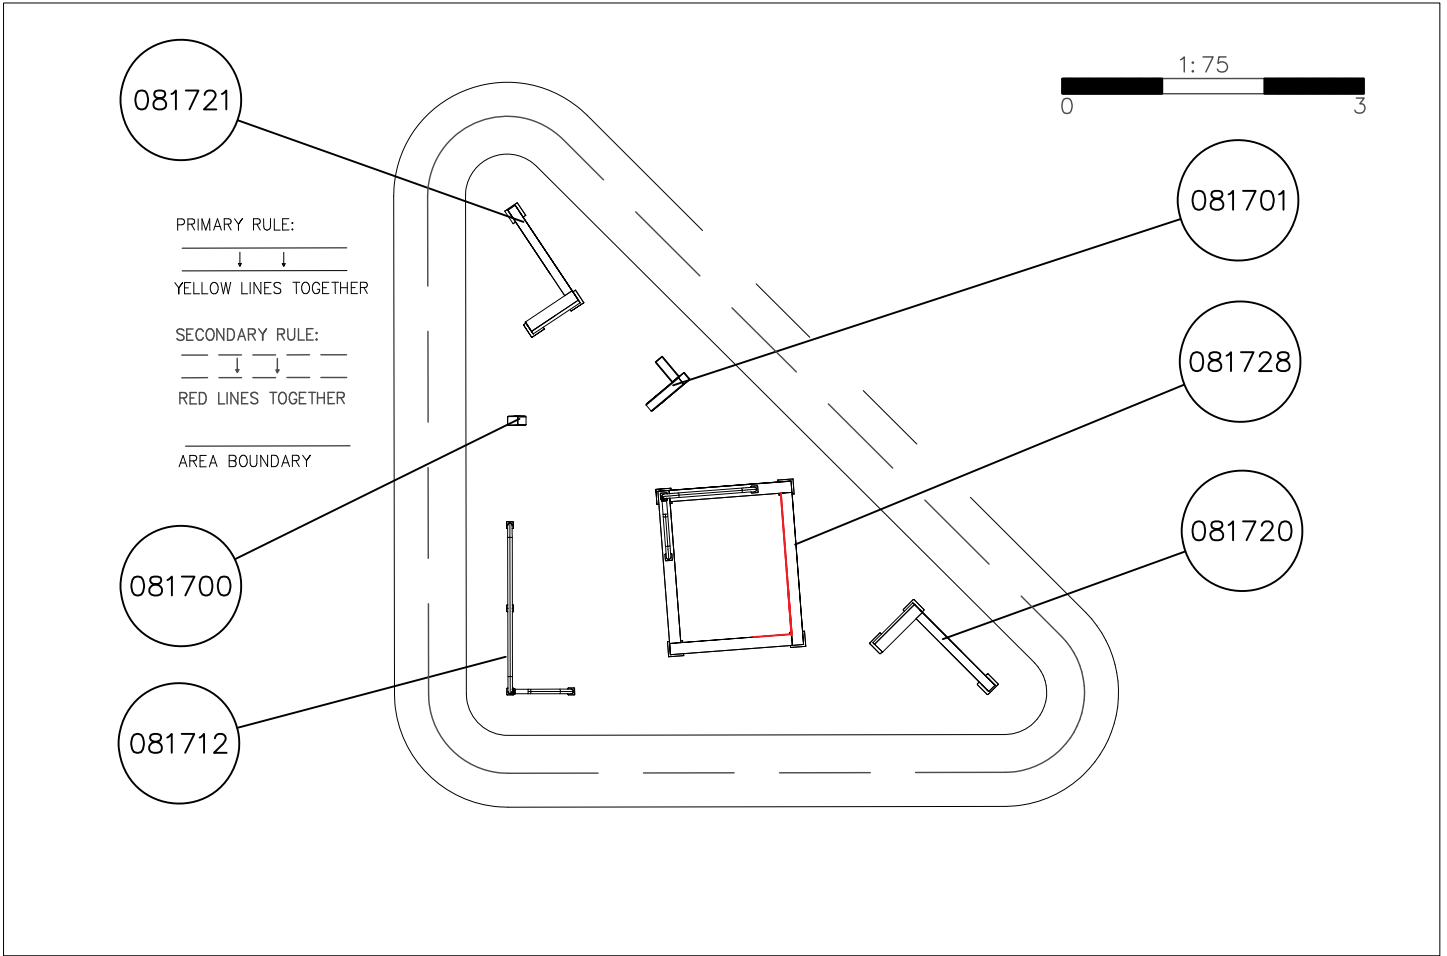 081721
1:75
0 3
081701
PRIMARY RULE:
YELLOW LINES TOGETHER
SECONDARY RULE:
RED LINES TOGETHER
AREA BOUNDARY
081728
081720
081700
081712